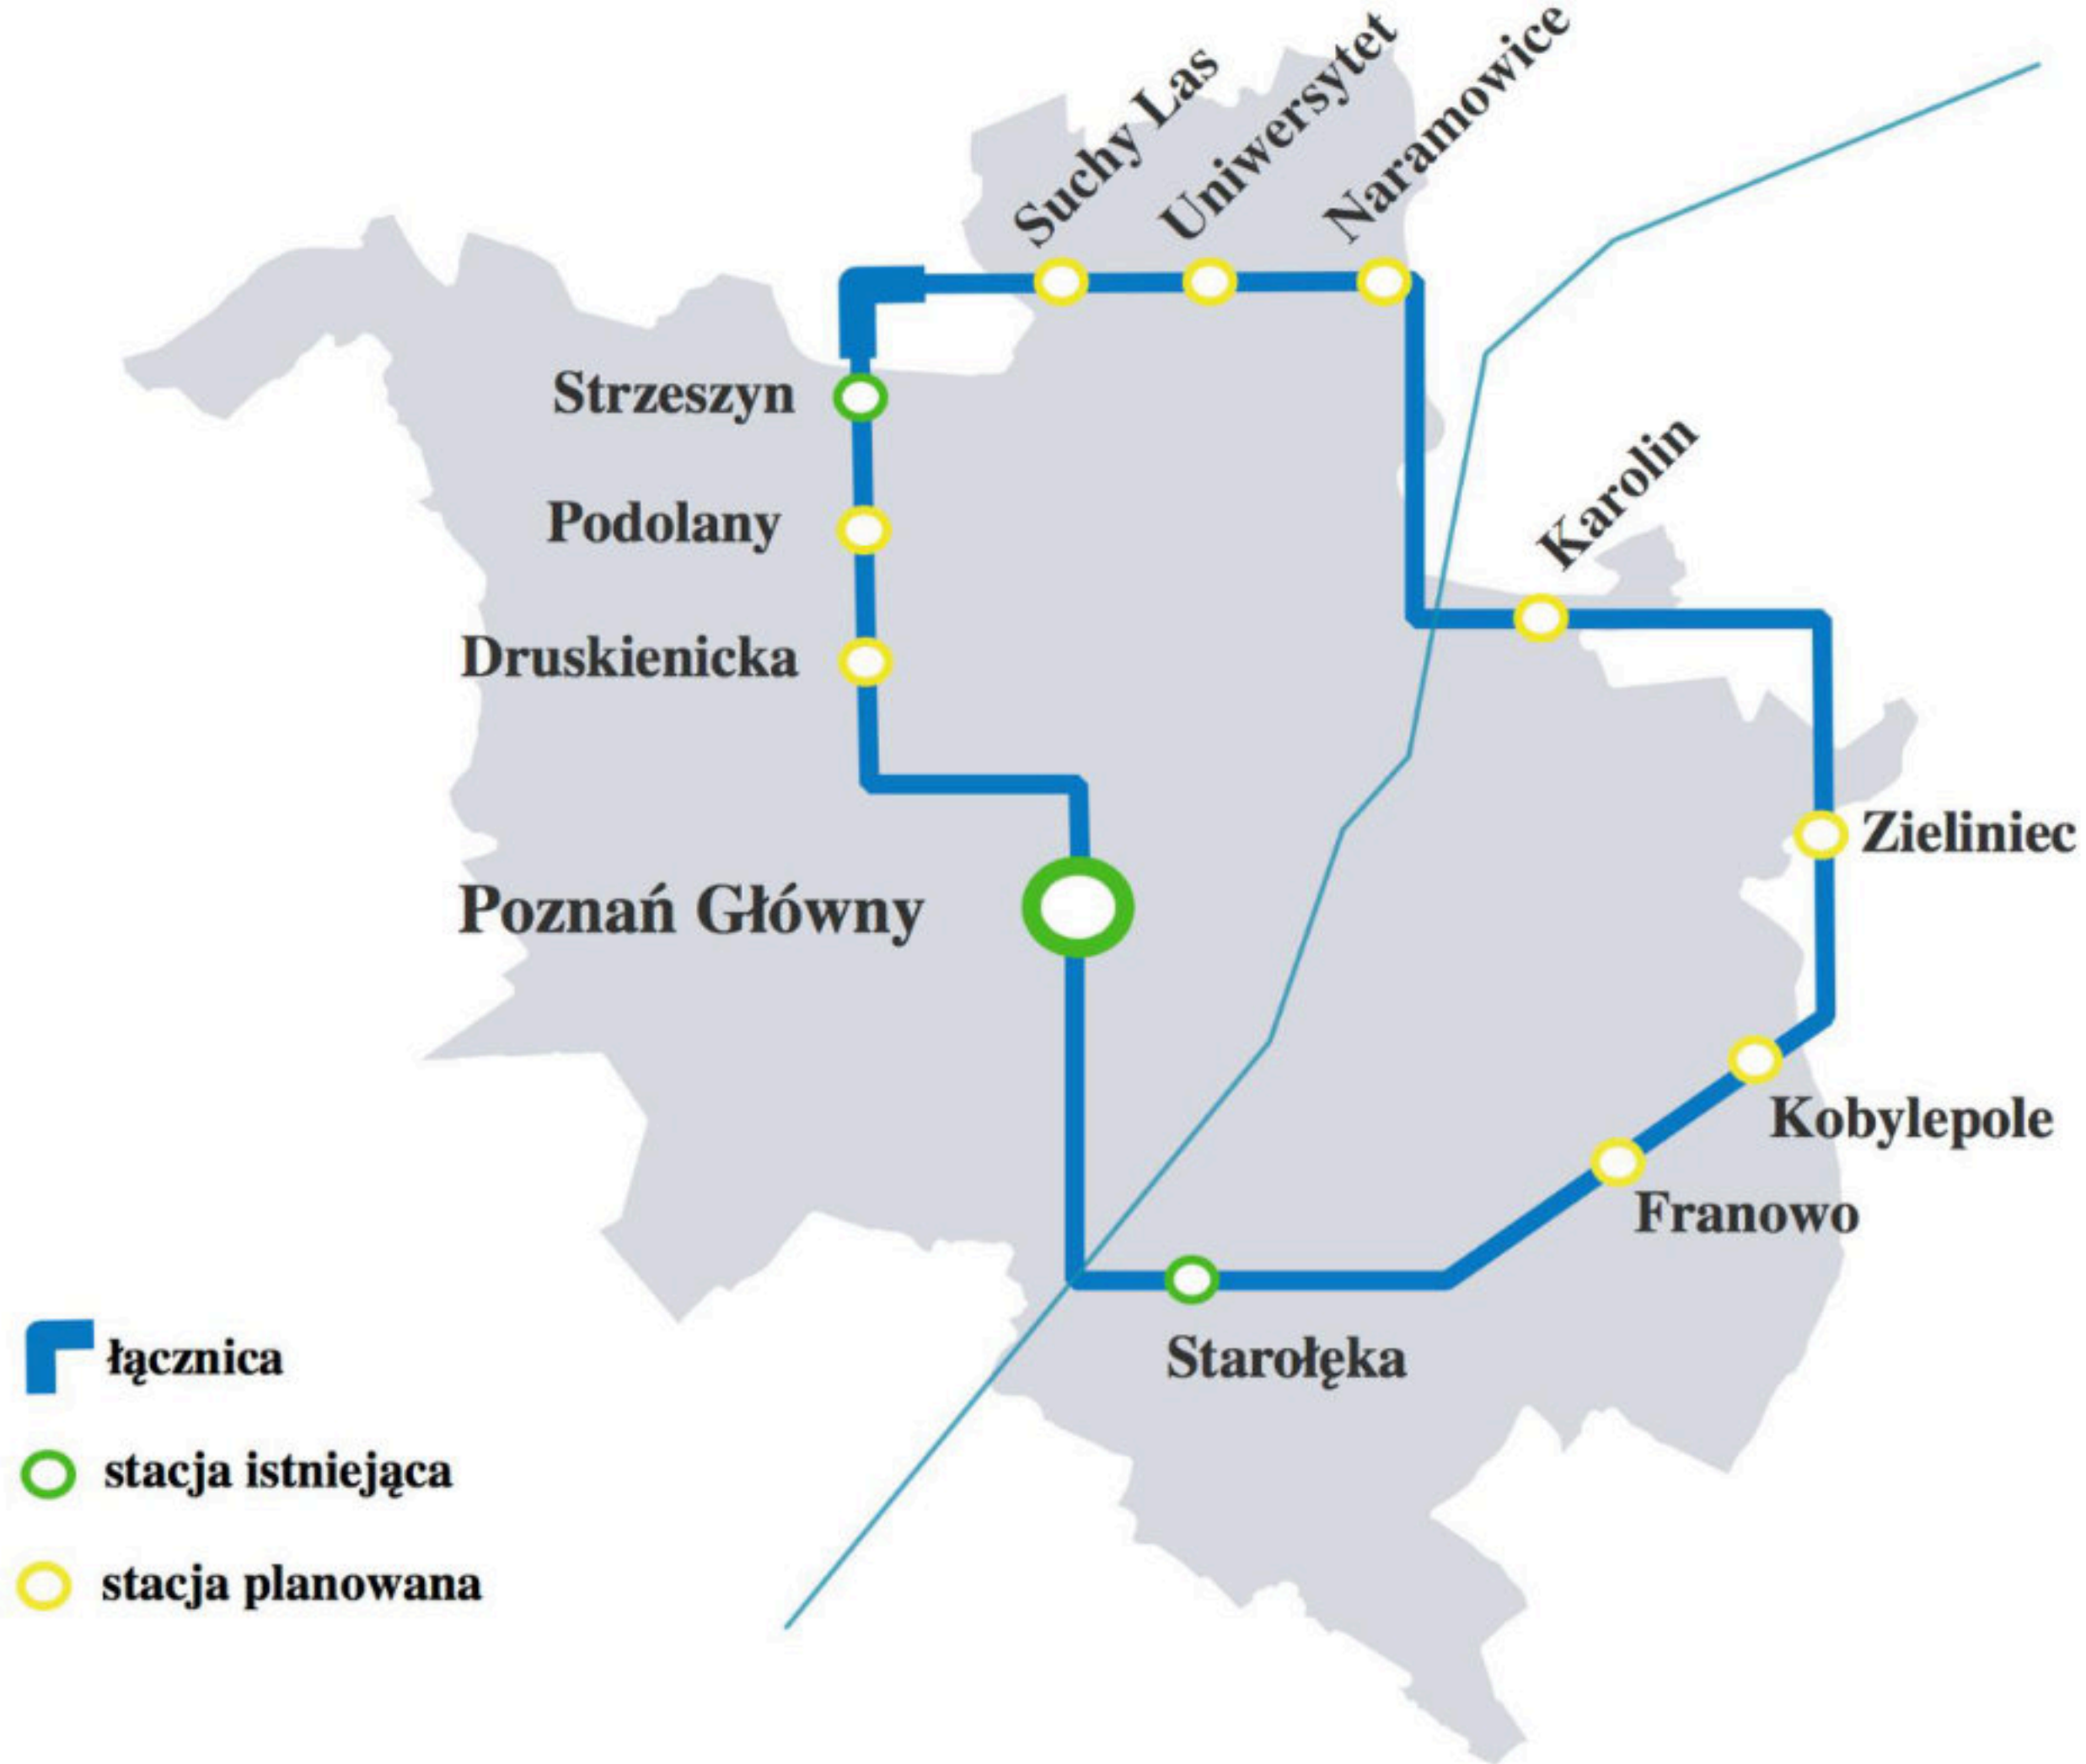 Suchy Las
Uniwersytet
Naramowice
Strzeszyn
Podolany
Karolin
Druskienicka
Zieliniec
Poznań Główny
Kobylepole
Franowo
Starołęka
łącznica
stacja istniejąca
stacja planowana